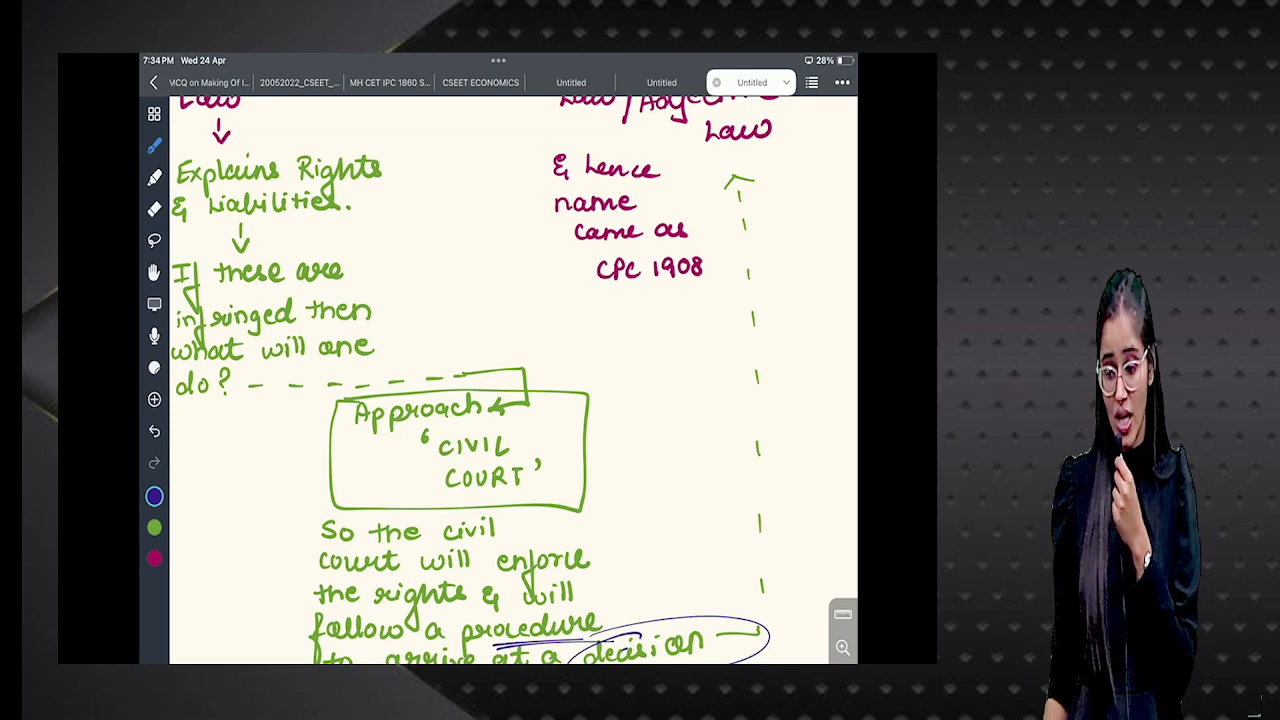 7:34 PM Wed 24 Apr
28%
MCQ on Making Of I...
20052022_CSEET_...
MH CET IPC 1860 S...
CSEET ECONOMICS
Untitled
Untitled
Untitled
Law
Explains Rights
& Liabilities.
If these are
infringed then
what will one
do?
Law / Adjective
Law
& hence
name
came as
CPC 1908
Approach
'CIVIL
COURT'
So the civil
court will enforce
the rights & will
follow a procedure
to arrive at a decision